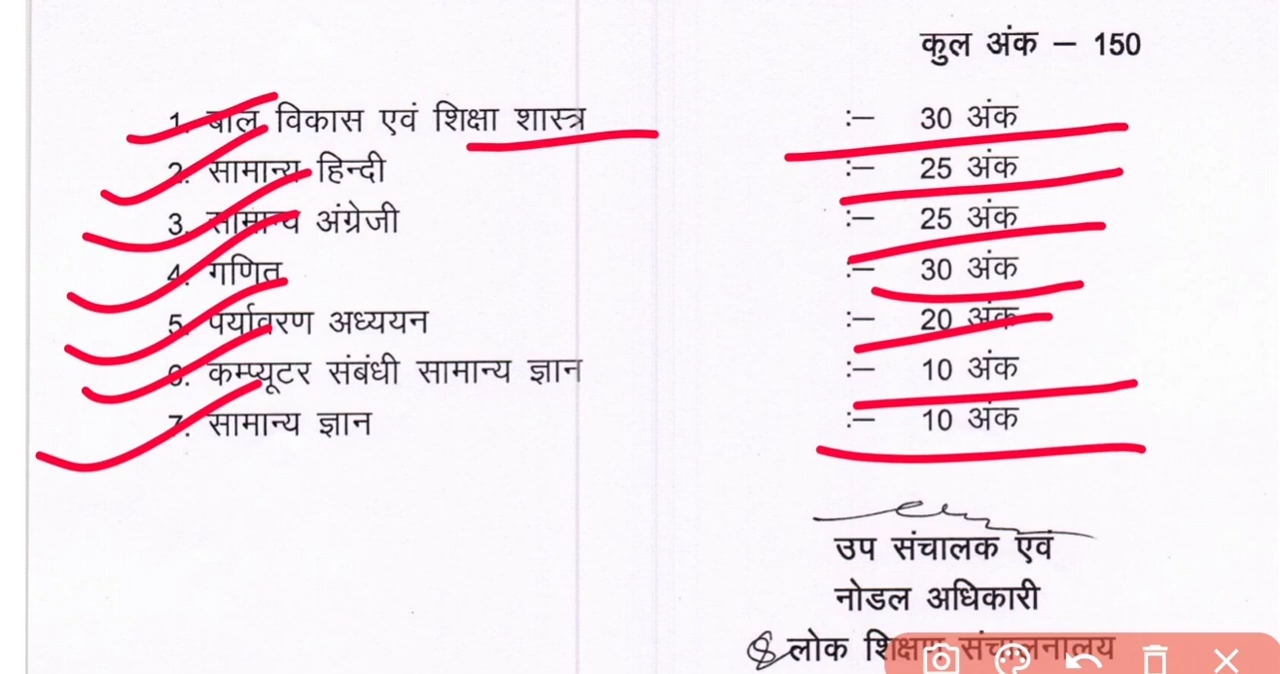 कुल अंक – 150
1. बाल विकास एवं शिक्षा शास्त्र :– 30 अंक
2. सामान्य हिन्दी :– 25 अंक
3. सामान्य अंग्रेजी :– 25 अंक
4. गणित :– 30 अंक
5. पर्यावरण अध्ययन :– 20 अंक
6. कम्प्यूटर संबंधी सामान्य ज्ञान :– 10 अंक
7. सामान्य ज्ञान :– 10 अंक
उप संचालक एवं
नोडल अधिकारी
लोक शिक्षण संचालनालय